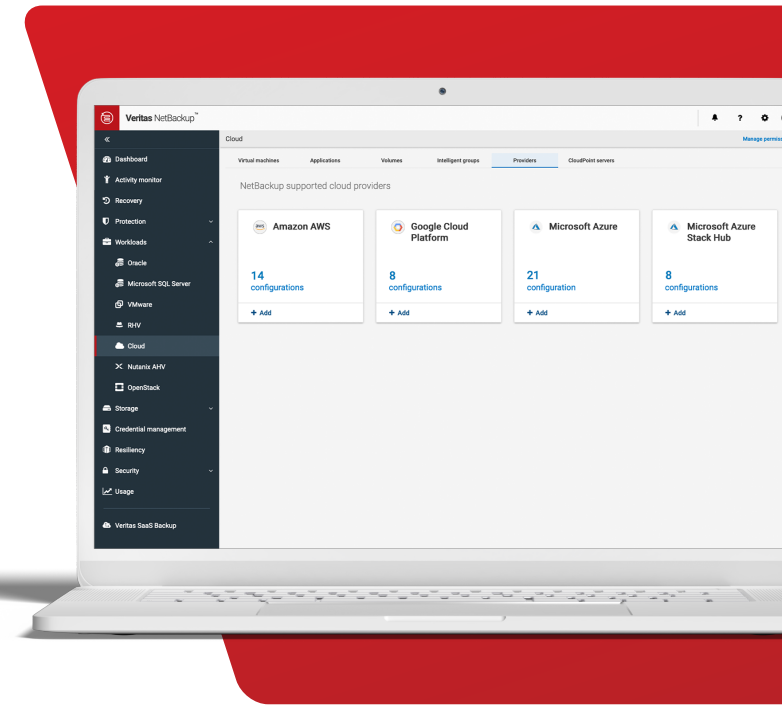 Veritas NetBackup™
?
«
Cloud
Manage
Dashboard
Activity monitor
Recovery
Protection
Workloads
Oracle
Microsoft SQL Server
VMware
RHV
Cloud
Nutanix AHV
OpenStack
Storage
Credential management
Resiliency
Security
Usage
Veritas SaaS Backup
Virtual machines
Applications
Volumes
Intelligent groups
Providers
CloudPoint servers
NetBackup supported cloud providers
aws
Amazon AWS
14
configurations
+ Add
Google Cloud
Platform
8
configurations
+ Add
Microsoft Azure
21
configuration
+ Add
Microsoft Azure
Stack Hub
8
configurations
+ Add